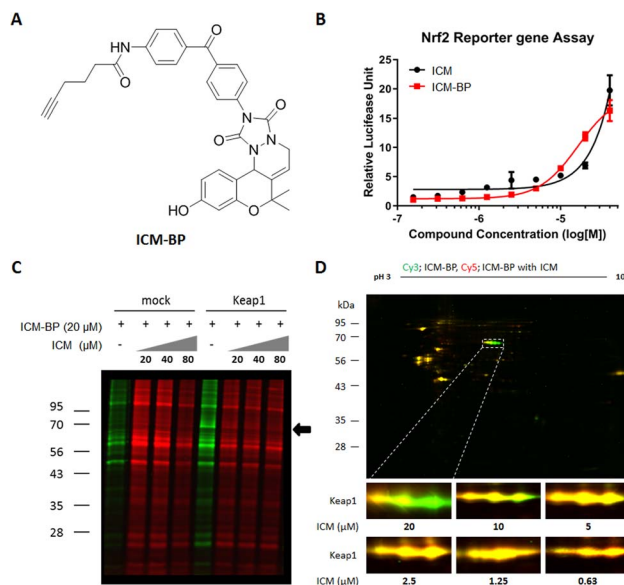 A
HN
O
O
N
O
N
O
N
HO
O
ICM-BP
B
Nrf2 Reporter gene Assay
Relative Lucifease Unit
25
20
15
10
5
0
ICM
ICM-BP
-7
-6
-5
Compound Concentration (log[M])
C
mock
Keap1
ICM-BP (20 µM)
+ + + + + + + +
ICM (µM)
- 20 40 80 - 20 40 80
95
70
56
43
35
28
D
Cy3; ICM-BP, Cy5; ICM-BP with ICM
pH 3
10
kDa
95
70
56
43
35
28
Keap1
ICM (µM)
20 10 5
Keap1
ICM (µM)
2.5 1.25 0.63